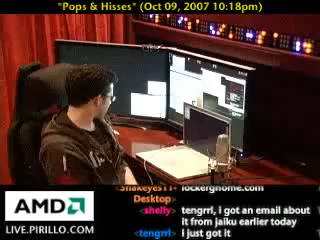 *Pops & Hisses* (Oct 09, 2007 10:18pm)
Shakeyes11- lockergnome.com
Desktop>
<shelly> tengrrl, i got an email about
it from jaiku earlier today
<tengrrl> i just got it
AMD
LIVE.PIRILLO.COM